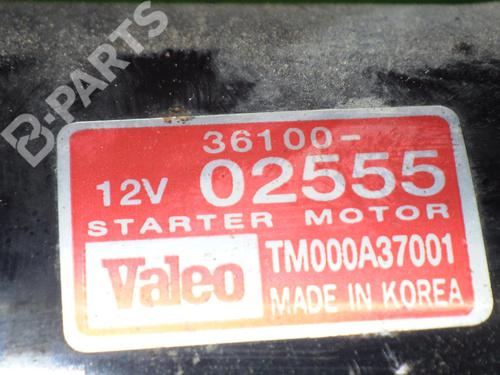 B-PARTS
36100-
12V 02555
STARTER MOTOR
Valeo TM000A37001
MADE IN KOREA